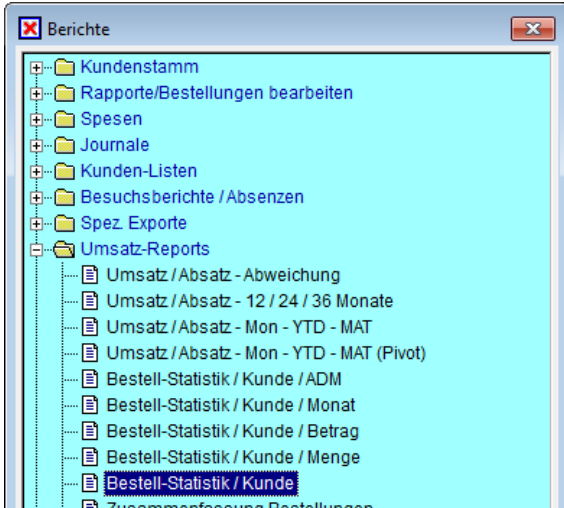 Berichte
Kundenstamm
Rapporte/Bestellungen bearbeiten
Spesen
Journale
Kunden-Listen
Besuchsberichte / Absenzen
Spez. Exporte
Umsatz-Reports
Umsatz / Absatz - Abweichung
Umsatz / Absatz - 12 / 24 / 36 Monate
Umsatz / Absatz - Mon - YTD - MAT
Umsatz / Absatz - Mon - YTD - MAT (Pivot)
Bestell-Statistik / Kunde / ADM
Bestell-Statistik / Kunde / Monat
Bestell-Statistik / Kunde / Betrag
Bestell-Statistik / Kunde / Menge
Bestell-Statistik / Kunde
Zusammenfassung Bestellungen